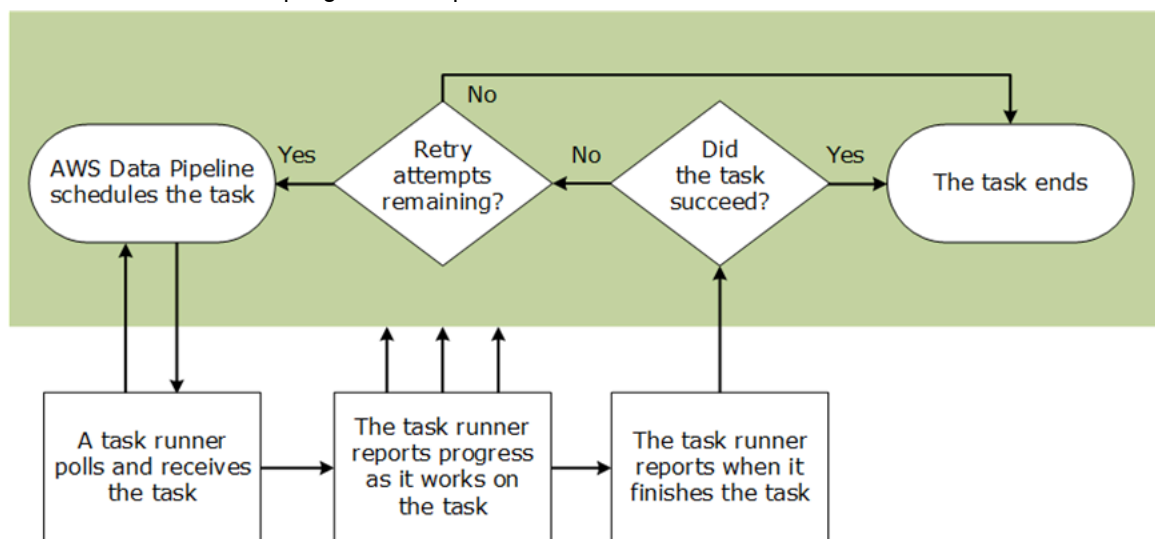 No
AWS Data Pipeline
schedules the task
Yes
Retry
attempts
remaining?
No
Did
the task
succeed?
Yes
The task ends
A task runner
polls and receives
the task
The task runner
reports progress
as it works on
the task
The task runner
reports when it
finishes the task